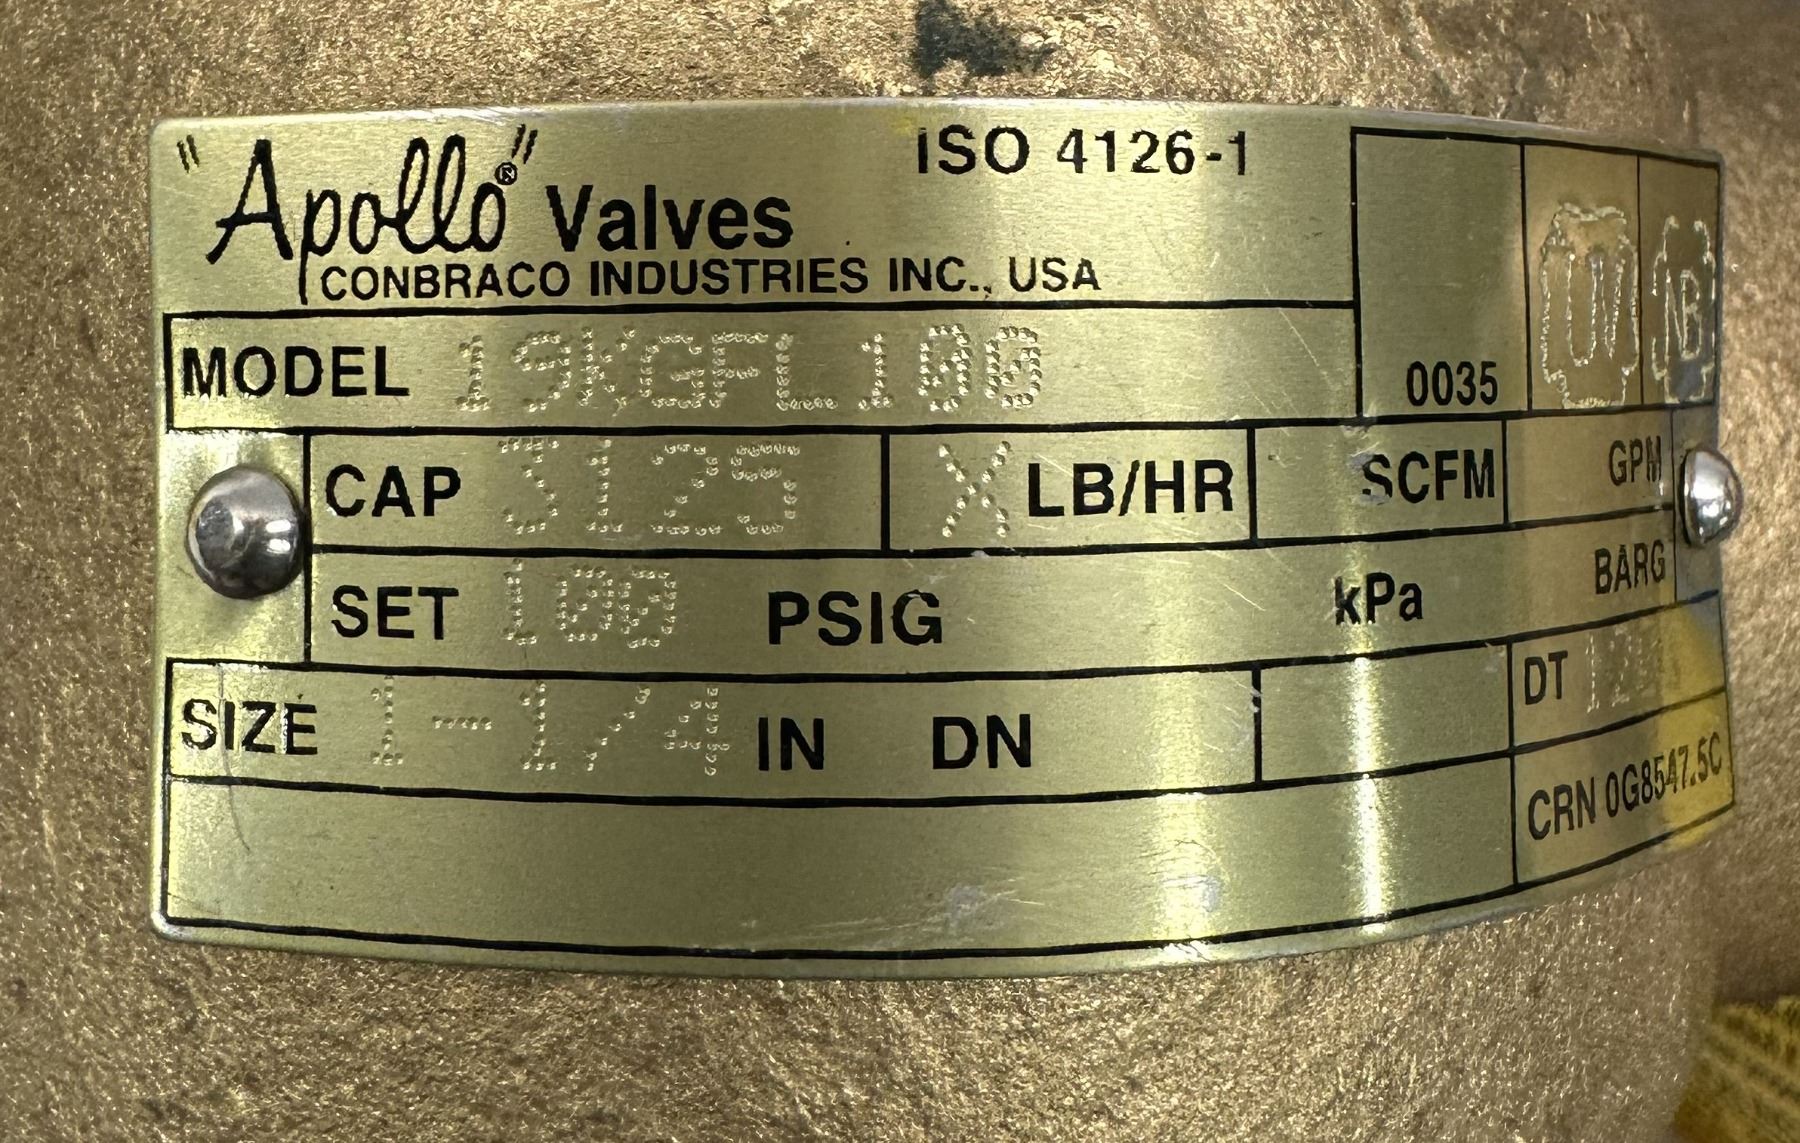 "Apollo"® Valves
ISO 4126-1
CONBRACO INDUSTRIES INC., USA
MODEL 19KGFL100
0035
UV
NB
CAP 3125 X LB/HR SCFM GPM
SET 100 PSIG kPa BARG
SIZE 1-1/4 IN DN
DT
CRN 0G8547.5C